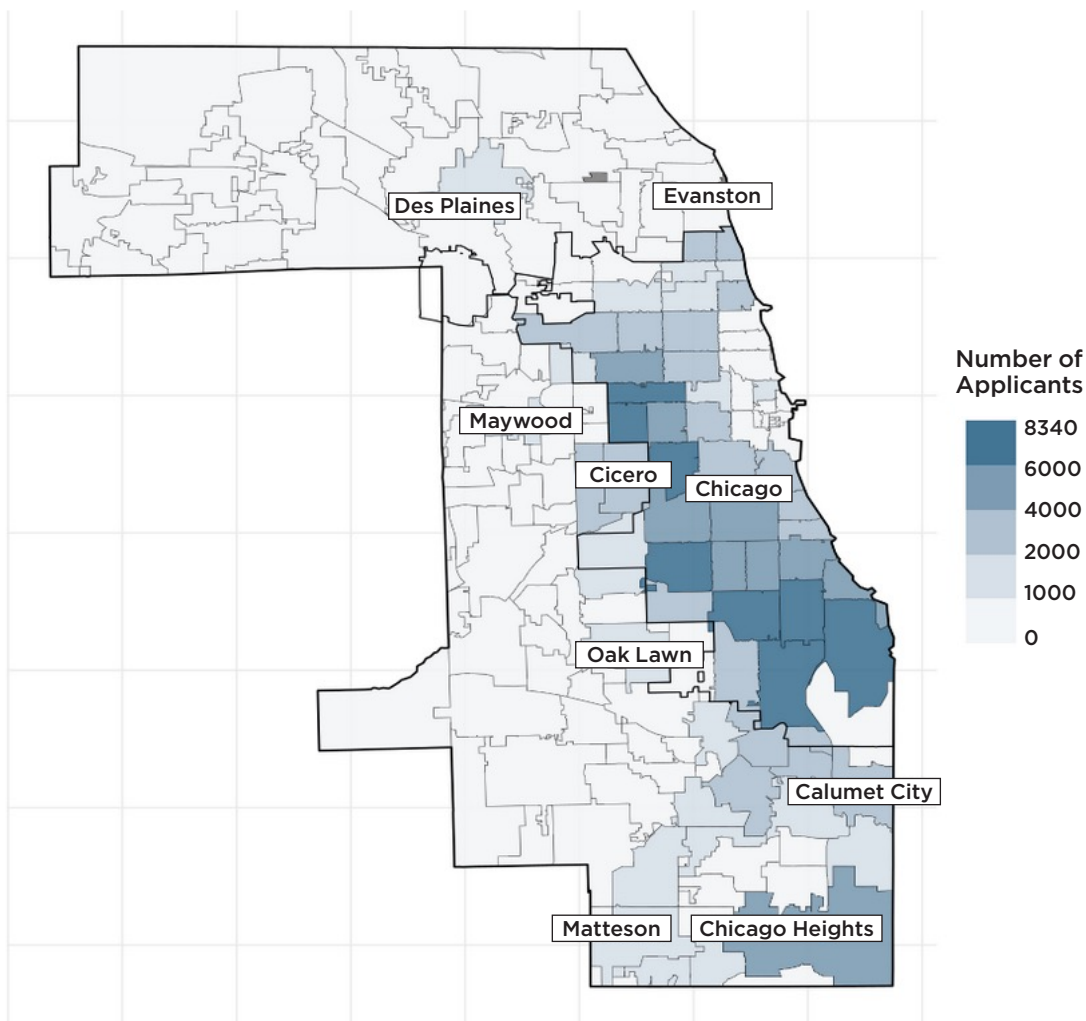 Des Plaines
Evanston
Number of
Applicants
Maywood
8340
6000
Cicero
Chicago
4000
2000
1000
0
Oak Lawn
Calumet City
Matteson
Chicago Heights